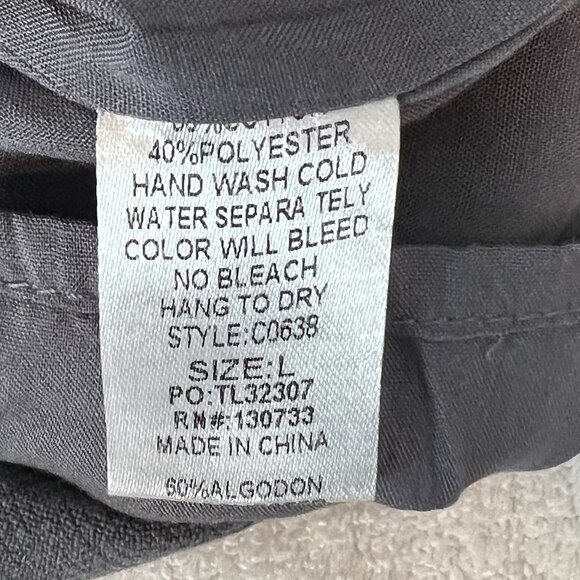 40%POLYESTER
HAND WASH COLD
WATER SEPARA TELY
COLOR WILL BLEED
NO BLEACH
HANG TO DRY
STYLE:C0638
SIZE:L
PO:TL32307
RN#:130733
MADE IN CHINA
60%ALGODON